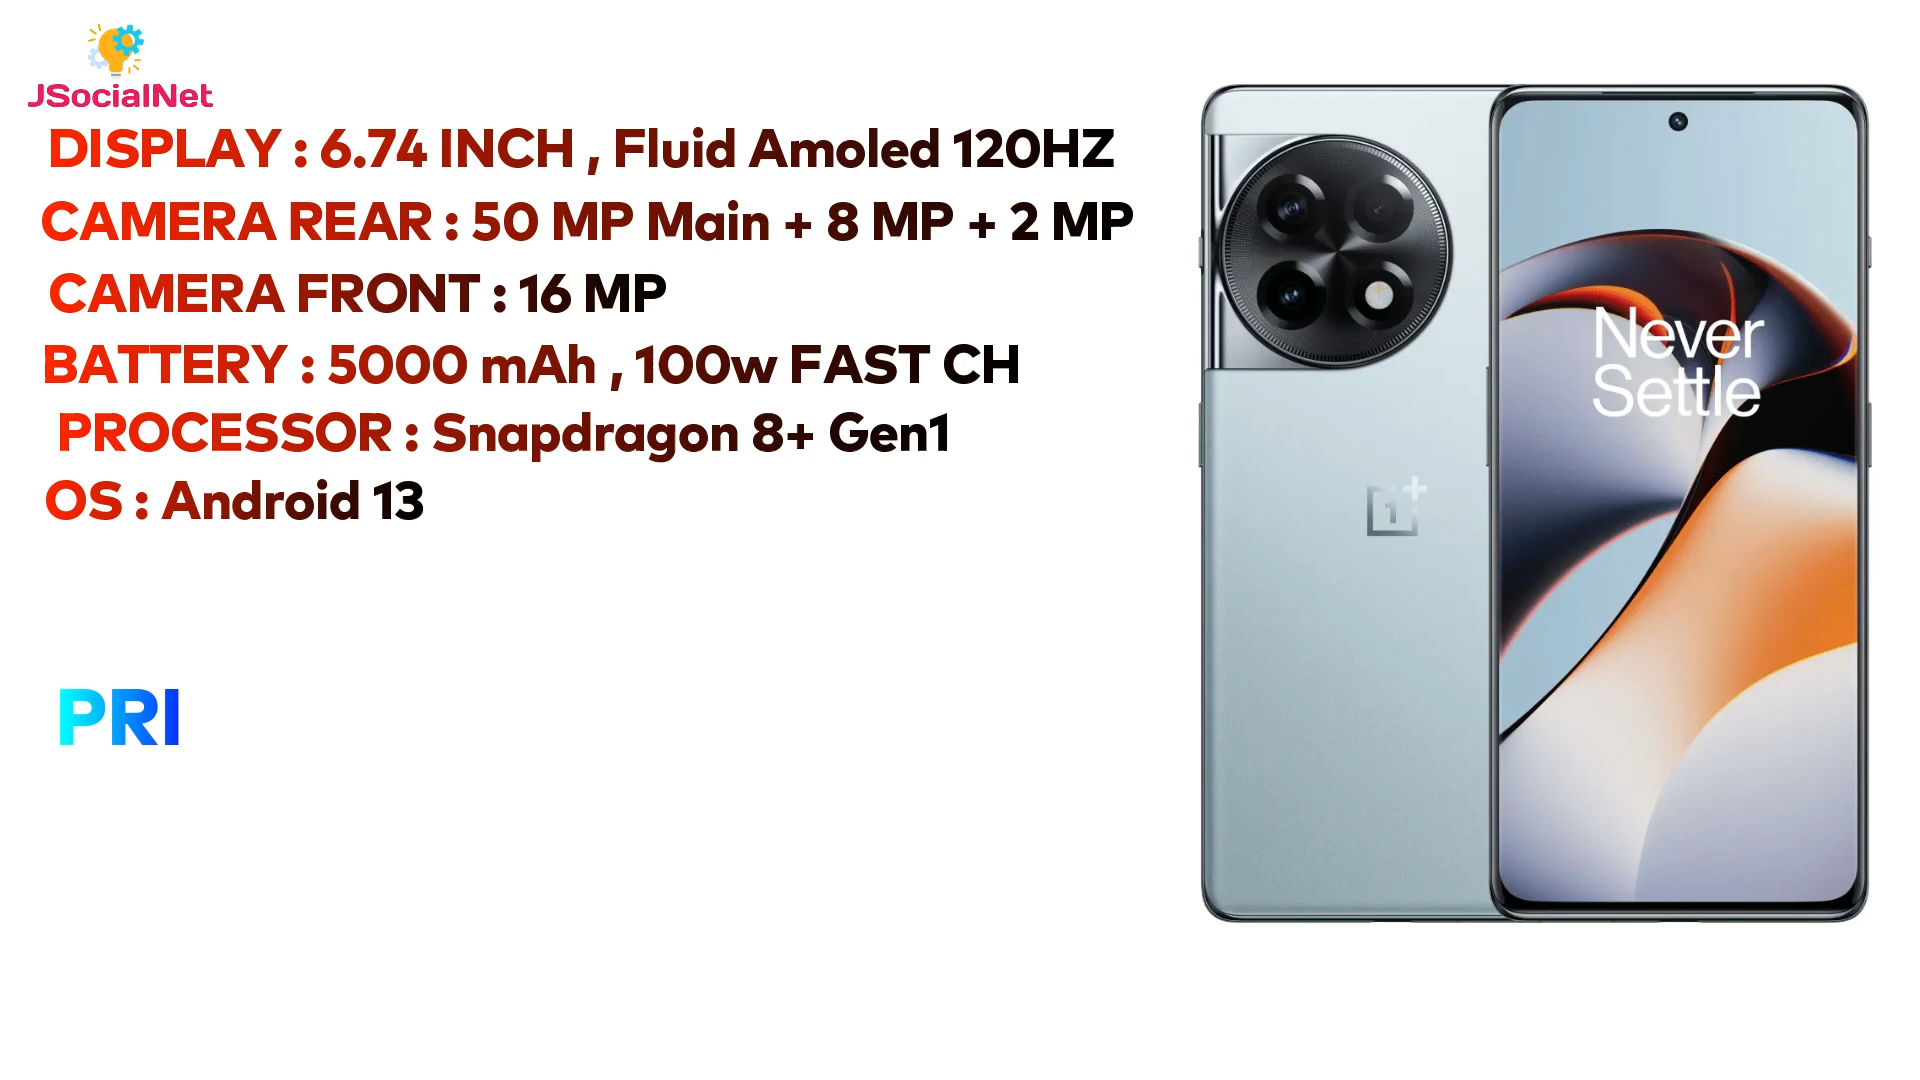 JSocialNet
DISPLAY : 6.74 INCH , Fluid Amoled 120HZ
CAMERA REAR : 50 MP Main + 8 MP + 2 MP
CAMERA FRONT : 16 MP
BATTERY : 5000 mAh , 100w FAST CH
PROCESSOR : Snapdragon 8+ Gen1
OS : Android 13
PRI
1+
Never
Settle